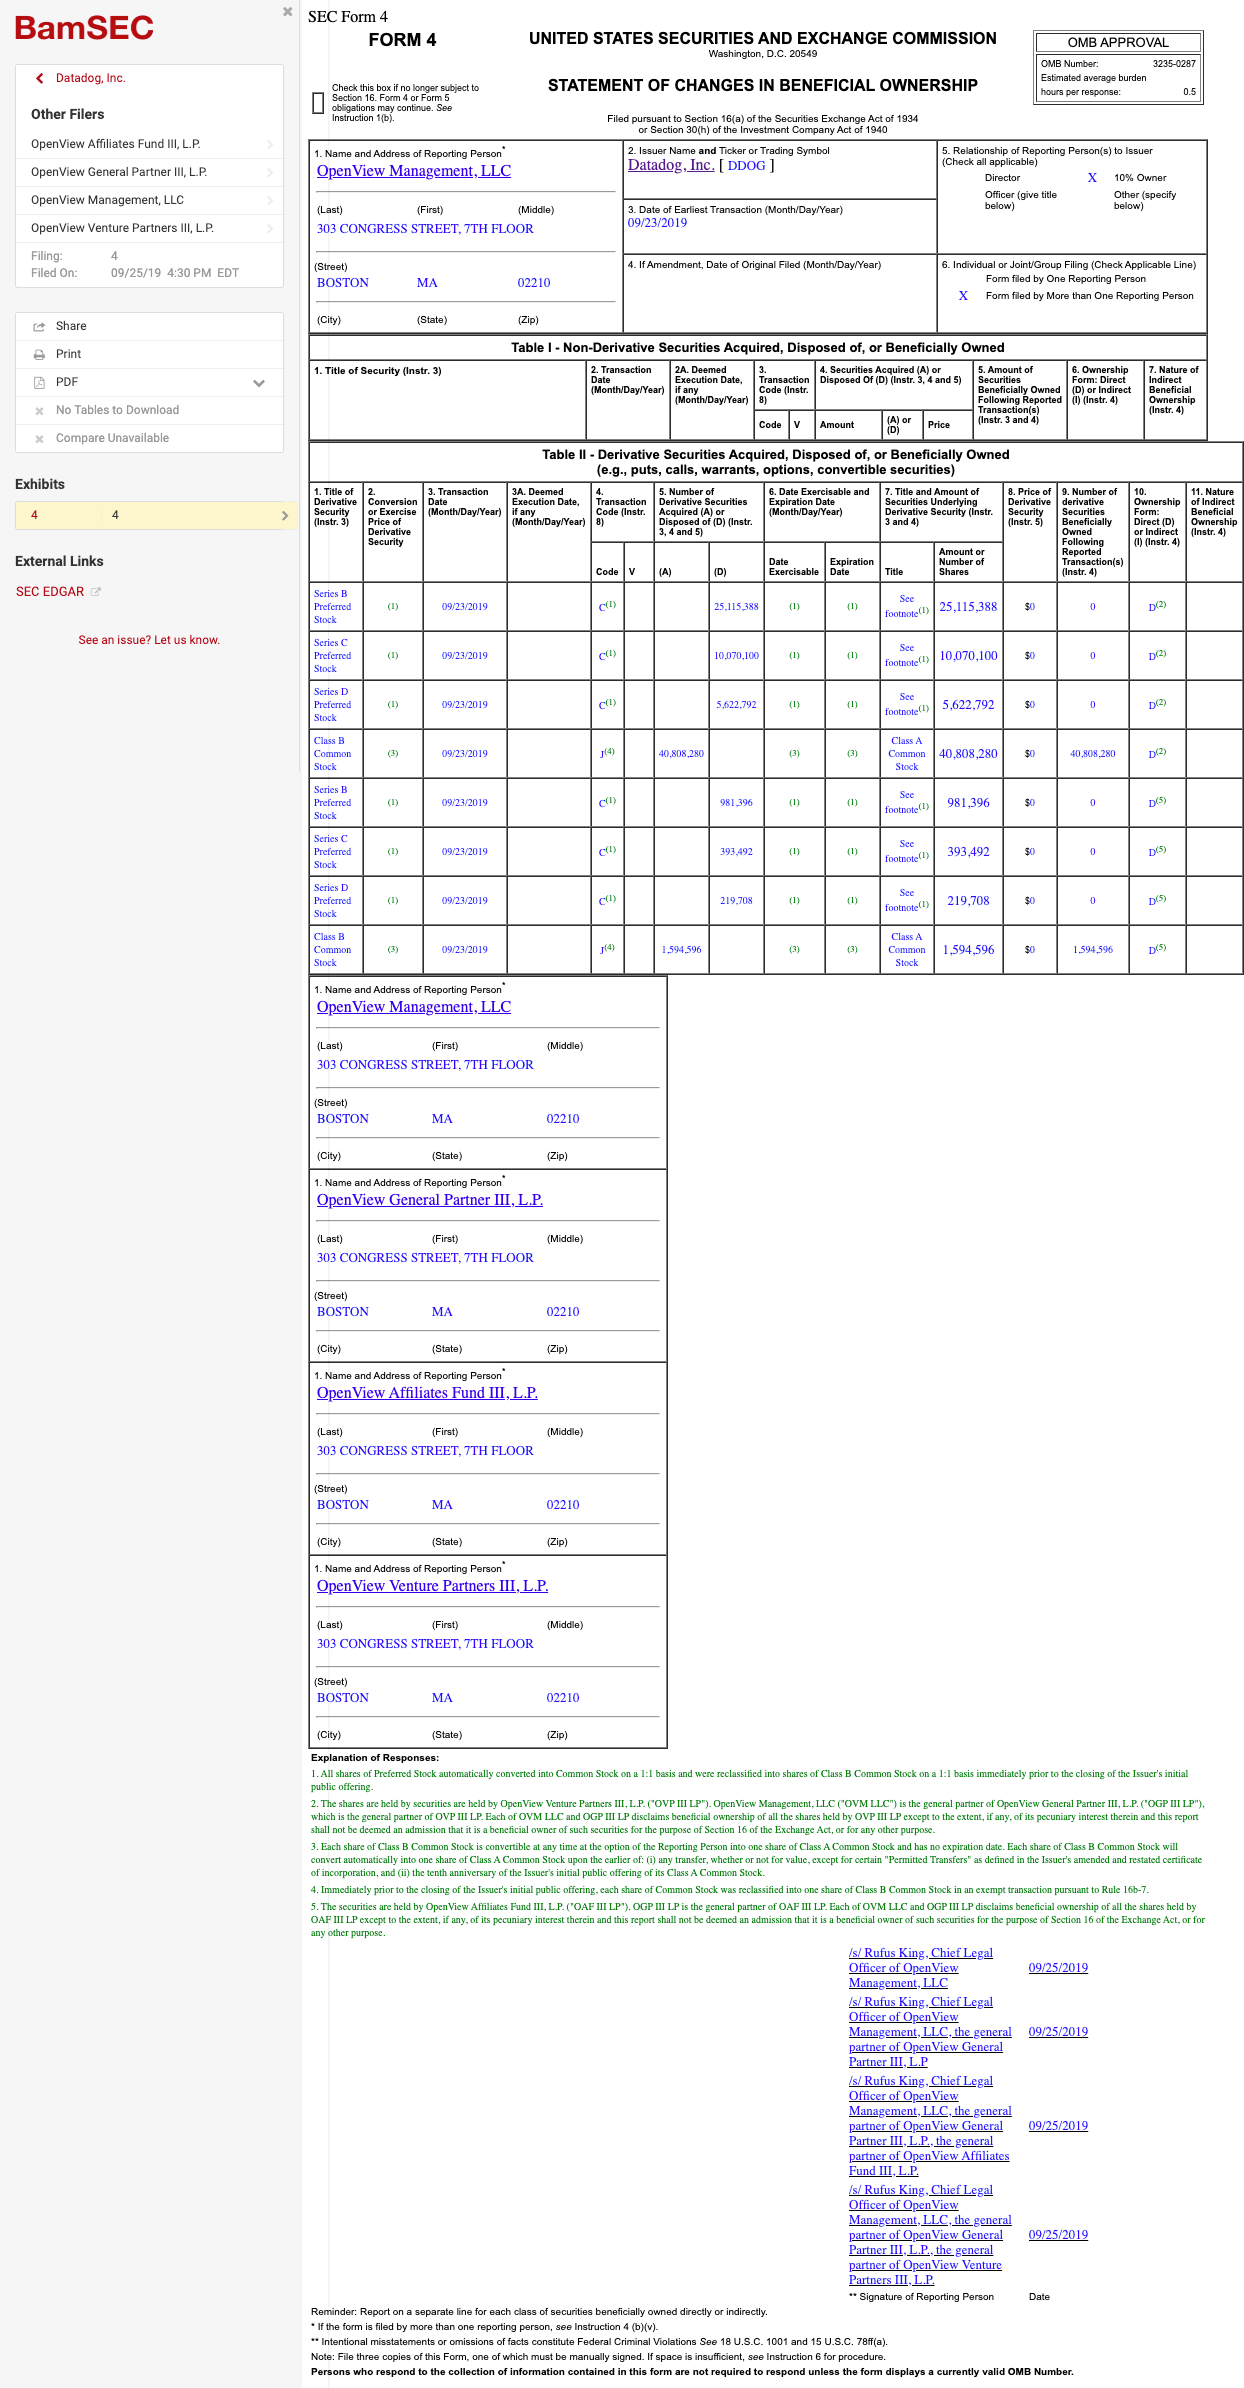 BamSEC
Datadog, Inc.
Other Filers
OpenView Affiliates Fund III, L.P.
OpenView General Partner III, L.P.
OpenView Management, LLC
OpenView Venture Partners III, L.P.
Filing: 4
Filed On: 09/25/19 4:30 PM EDT
Share
Print
PDF
No Tables to Download
Compare Unavailable
Exhibits
4 4
External Links
SEC EDGAR
See an issue? Let us know.
SEC Form 4
FORM 4
UNITED STATES SECURITIES AND EXCHANGE COMMISSION
Washington, D.C. 20549
STATEMENT OF CHANGES IN BENEFICIAL OWNERSHIP
Filed pursuant to Section 16(a) of the Securities Exchange Act of 1934
or Section 30(h) of the Investment Company Act of 1940
OMB APPROVAL
OMB Number: 3235-0287
Estimated average burden
hours per response: 0.5
Check this box if no longer subject to
Section 16. Form 4 or Form 5
obligations may continue. See
Instruction 1(b).
1. Name and Address of Reporting Person*
OpenView Management, LLC
(Last) (First) (Middle)
303 CONGRESS STREET, 7TH FLOOR
(Street)
BOSTON MA 02210
(City) (State) (Zip)
2. Issuer Name and Ticker or Trading Symbol
Datadog, Inc. [ DDOG ]
3. Date of Earliest Transaction (Month/Day/Year)
09/23/2019
4. If Amendment, Date of Original Filed (Month/Day/Year)
5. Relationship of Reporting Person(s) to Issuer
(Check all applicable)
Director X 10% Owner
Officer (give title below) Other (specify below)
6. Individual or Joint/Group Filing (Check Applicable Line)
Form filed by One Reporting Person
X Form filed by More than One Reporting Person
Table I - Non-Derivative Securities Acquired, Disposed of, or Beneficially Owned
1. Title of Security (Instr. 3) 2. Transaction Date (Month/Day/Year) 2A. Deemed Execution Date, if any (Month/Day/Year) 3. Transaction Code (Instr. 8) 4. Securities Acquired (A) or Disposed Of (D) (Instr. 3, 4 and 5) 5. Amount of Securities Beneficially Owned Following Reported Transaction(s) (Instr. 3 and 4) 6. Ownership Form: Direct (D) or Indirect (I) (Instr. 4) 7. Nature of Indirect Beneficial Ownership (Instr. 4)
Code V Amount (A) or (D) Price
Table II - Derivative Securities Acquired, Disposed of, or Beneficially Owned
(e.g., puts, calls, warrants, options, convertible securities)
1. Title of Derivative Security (Instr. 3) 2. Conversion or Exercise Price of Derivative Security 3. Transaction Date (Month/Day/Year) 3A. Deemed Execution Date, if any (Month/Day/Year) 4. Transaction Code (Instr. 8) 5. Number of Derivative Securities Acquired (A) or Disposed of (D) (Instr. 3, 4 and 5) 6. Date Exercisable and Expiration Date (Month/Day/Year) 7. Title and Amount of Securities Underlying Derivative Security (Instr. 3 and 4) 8. Price of Derivative Security (Instr. 5) 9. Number of derivative Securities Beneficially Owned Following Reported Transaction(s) (Instr. 4) 10. Ownership Form: Direct (D) or Indirect (I) (Instr. 4) 11. Nature of Indirect Beneficial Ownership (Instr. 4)
Code V (A) (D) Date Exercisable Expiration Date Title Amount or Number of Shares
Series B Preferred Stock (1) 09/23/2019 C(1) 25,115,388 (1) (1) See footnote(1) 25,115,388 $0 0 D(2)
Series C Preferred Stock (1) 09/23/2019 C(1) 10,070,100 (1) (1) See footnote(1) 10,070,100 $0 0 D(2)
Series D Preferred Stock (1) 09/23/2019 C(1) 5,622,792 (1) (1) See footnote(1) 5,622,792 $0 0 D(2)
Class B Common Stock (3) 09/23/2019 J(4) 40,808,280 (3) (3) Class A Common Stock 40,808,280 $0 40,808,280 D(2)
Series B Preferred Stock (1) 09/23/2019 C(1) 981,396 (1) (1) See footnote(1) 981,396 $0 0 D(5)
Series C Preferred Stock (1) 09/23/2019 C(1) 393,492 (1) (1) See footnote(1) 393,492 $0 0 D(5)
Series D Preferred Stock (1) 09/23/2019 C(1) 219,708 (1) (1) See footnote(1) 219,708 $0 0 D(5)
Class B Common Stock (3) 09/23/2019 J(4) 1,594,596 (3) (3) Class A Common Stock 1,594,596 $0 1,594,596 D(5)
1. Name and Address of Reporting Person*
OpenView Management, LLC
(Last) (First) (Middle)
303 CONGRESS STREET, 7TH FLOOR
(Street)
BOSTON MA 02210
(City) (State) (Zip)
1. Name and Address of Reporting Person*
OpenView General Partner III, L.P.
(Last) (First) (Middle)
303 CONGRESS STREET, 7TH FLOOR
(Street)
BOSTON MA 02210
(City) (State) (Zip)
1. Name and Address of Reporting Person*
OpenView Affiliates Fund III, L.P.
(Last) (First) (Middle)
303 CONGRESS STREET, 7TH FLOOR
(Street)
BOSTON MA 02210
(City) (State) (Zip)
1. Name and Address of Reporting Person*
OpenView Venture Partners III, L.P.
(Last) (First) (Middle)
303 CONGRESS STREET, 7TH FLOOR
(Street)
BOSTON MA 02210
(City) (State) (Zip)
Explanation of Responses:
1. All shares of Preferred Stock automatically converted into Common Stock on a 1:1 basis and were reclassified into shares of Class B Common Stock on a 1:1 basis immediately prior to the closing of the Issuer's initial
public offering.
2. The shares are held by securities are held by OpenView Venture Partners III, L.P. ("OVP III LP"). OpenView Management, LLC ("OVM LLC") is the general partner of OpenView General Partner III, L.P. ("OGP III LP"),
which is the general partner of OVP III LP. Each of OVM LLC and OGP III LP disclaims beneficial ownership of all the shares held by OVP III LP except to the extent, if any, of its pecuniary interest therein and this report
shall not be deemed an admission that it is a beneficial owner of such securities for the purpose of Section 16 of the Exchange Act, or for any other purpose.
3. Each share of Class B Common Stock is convertible at any time at the option of the Reporting Person into one share of Class A Common Stock and has no expiration date. Each share of Class B Common Stock will
convert automatically into one share of Class A Common Stock upon the earlier of: (i) any transfer, whether or not for value, except for certain "Permitted Transfers" as defined in the Issuer's amended and restated certificate
of incorporation, and (ii) the tenth anniversary of the Issuer's initial public offering of its Class A Common Stock.
4. Immediately prior to the closing of the Issuer's initial public offering, each share of Common Stock was reclassified into one share of Class B Common Stock in an exempt transaction pursuant to Rule 16b-7.
5. The securities are held by OpenView Affiliates Fund III, L.P. ("OAF III LP"). OGP III LP is the general partner of OAF III LP. Each of OVM LLC and OGP III LP disclaims beneficial ownership of all the shares held by
OAF III LP except to the extent, if any, of its pecuniary interest therein and this report shall not be deemed an admission that it is a beneficial owner of such securities for the purpose of Section 16 of the Exchange Act, or for
any other purpose.
/s/ Rufus King, Chief Legal
Officer of OpenView 09/25/2019
Management, LLC
/s/ Rufus King, Chief Legal
Officer of OpenView
Management, LLC, the general 09/25/2019
partner of OpenView General
Partner III, L.P
/s/ Rufus King, Chief Legal
Officer of OpenView
Management, LLC, the general
partner of OpenView General 09/25/2019
Partner III, L.P., the general
partner of OpenView Affiliates
Fund III, L.P.
/s/ Rufus King, Chief Legal
Officer of OpenView
Management, LLC, the general
partner of OpenView General 09/25/2019
Partner III, L.P., the general
partner of OpenView Venture
Partners III, L.P.
** Signature of Reporting Person Date
Reminder: Report on a separate line for each class of securities beneficially owned directly or indirectly.
* If the form is filed by more than one reporting person, see Instruction 4 (b)(v).
** Intentional misstatements or omissions of facts constitute Federal Criminal Violations See 18 U.S.C. 1001 and 15 U.S.C. 78ff(a).
Note: File three copies of this Form, one of which must be manually signed. If space is insufficient, see Instruction 6 for procedure.
Persons who respond to the collection of information contained in this form are not required to respond unless the form displays a currently valid OMB Number.